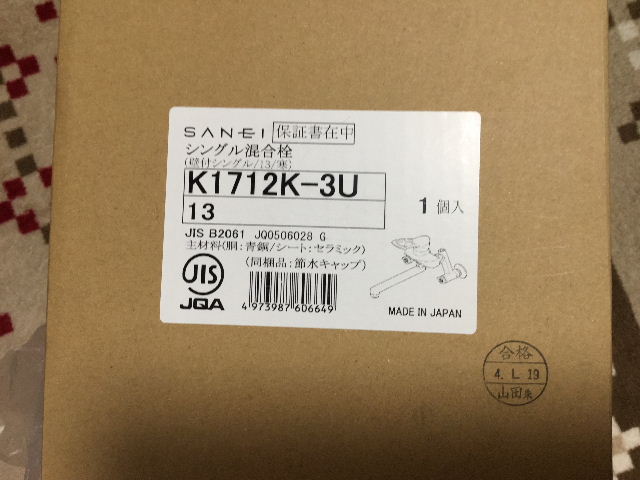 SANEI 保証書在中
シングル混合栓
(壁付シングル/13/寒)
K1712K-3U
13
1個入
JIS B2061 JQ0506028 G
主材料(胴:青銅/シート:セラミック)
(同梱品:節水キャップ)
JIS
JQA
4973987606649
MADE IN JAPAN
合格
4.L.19
山田